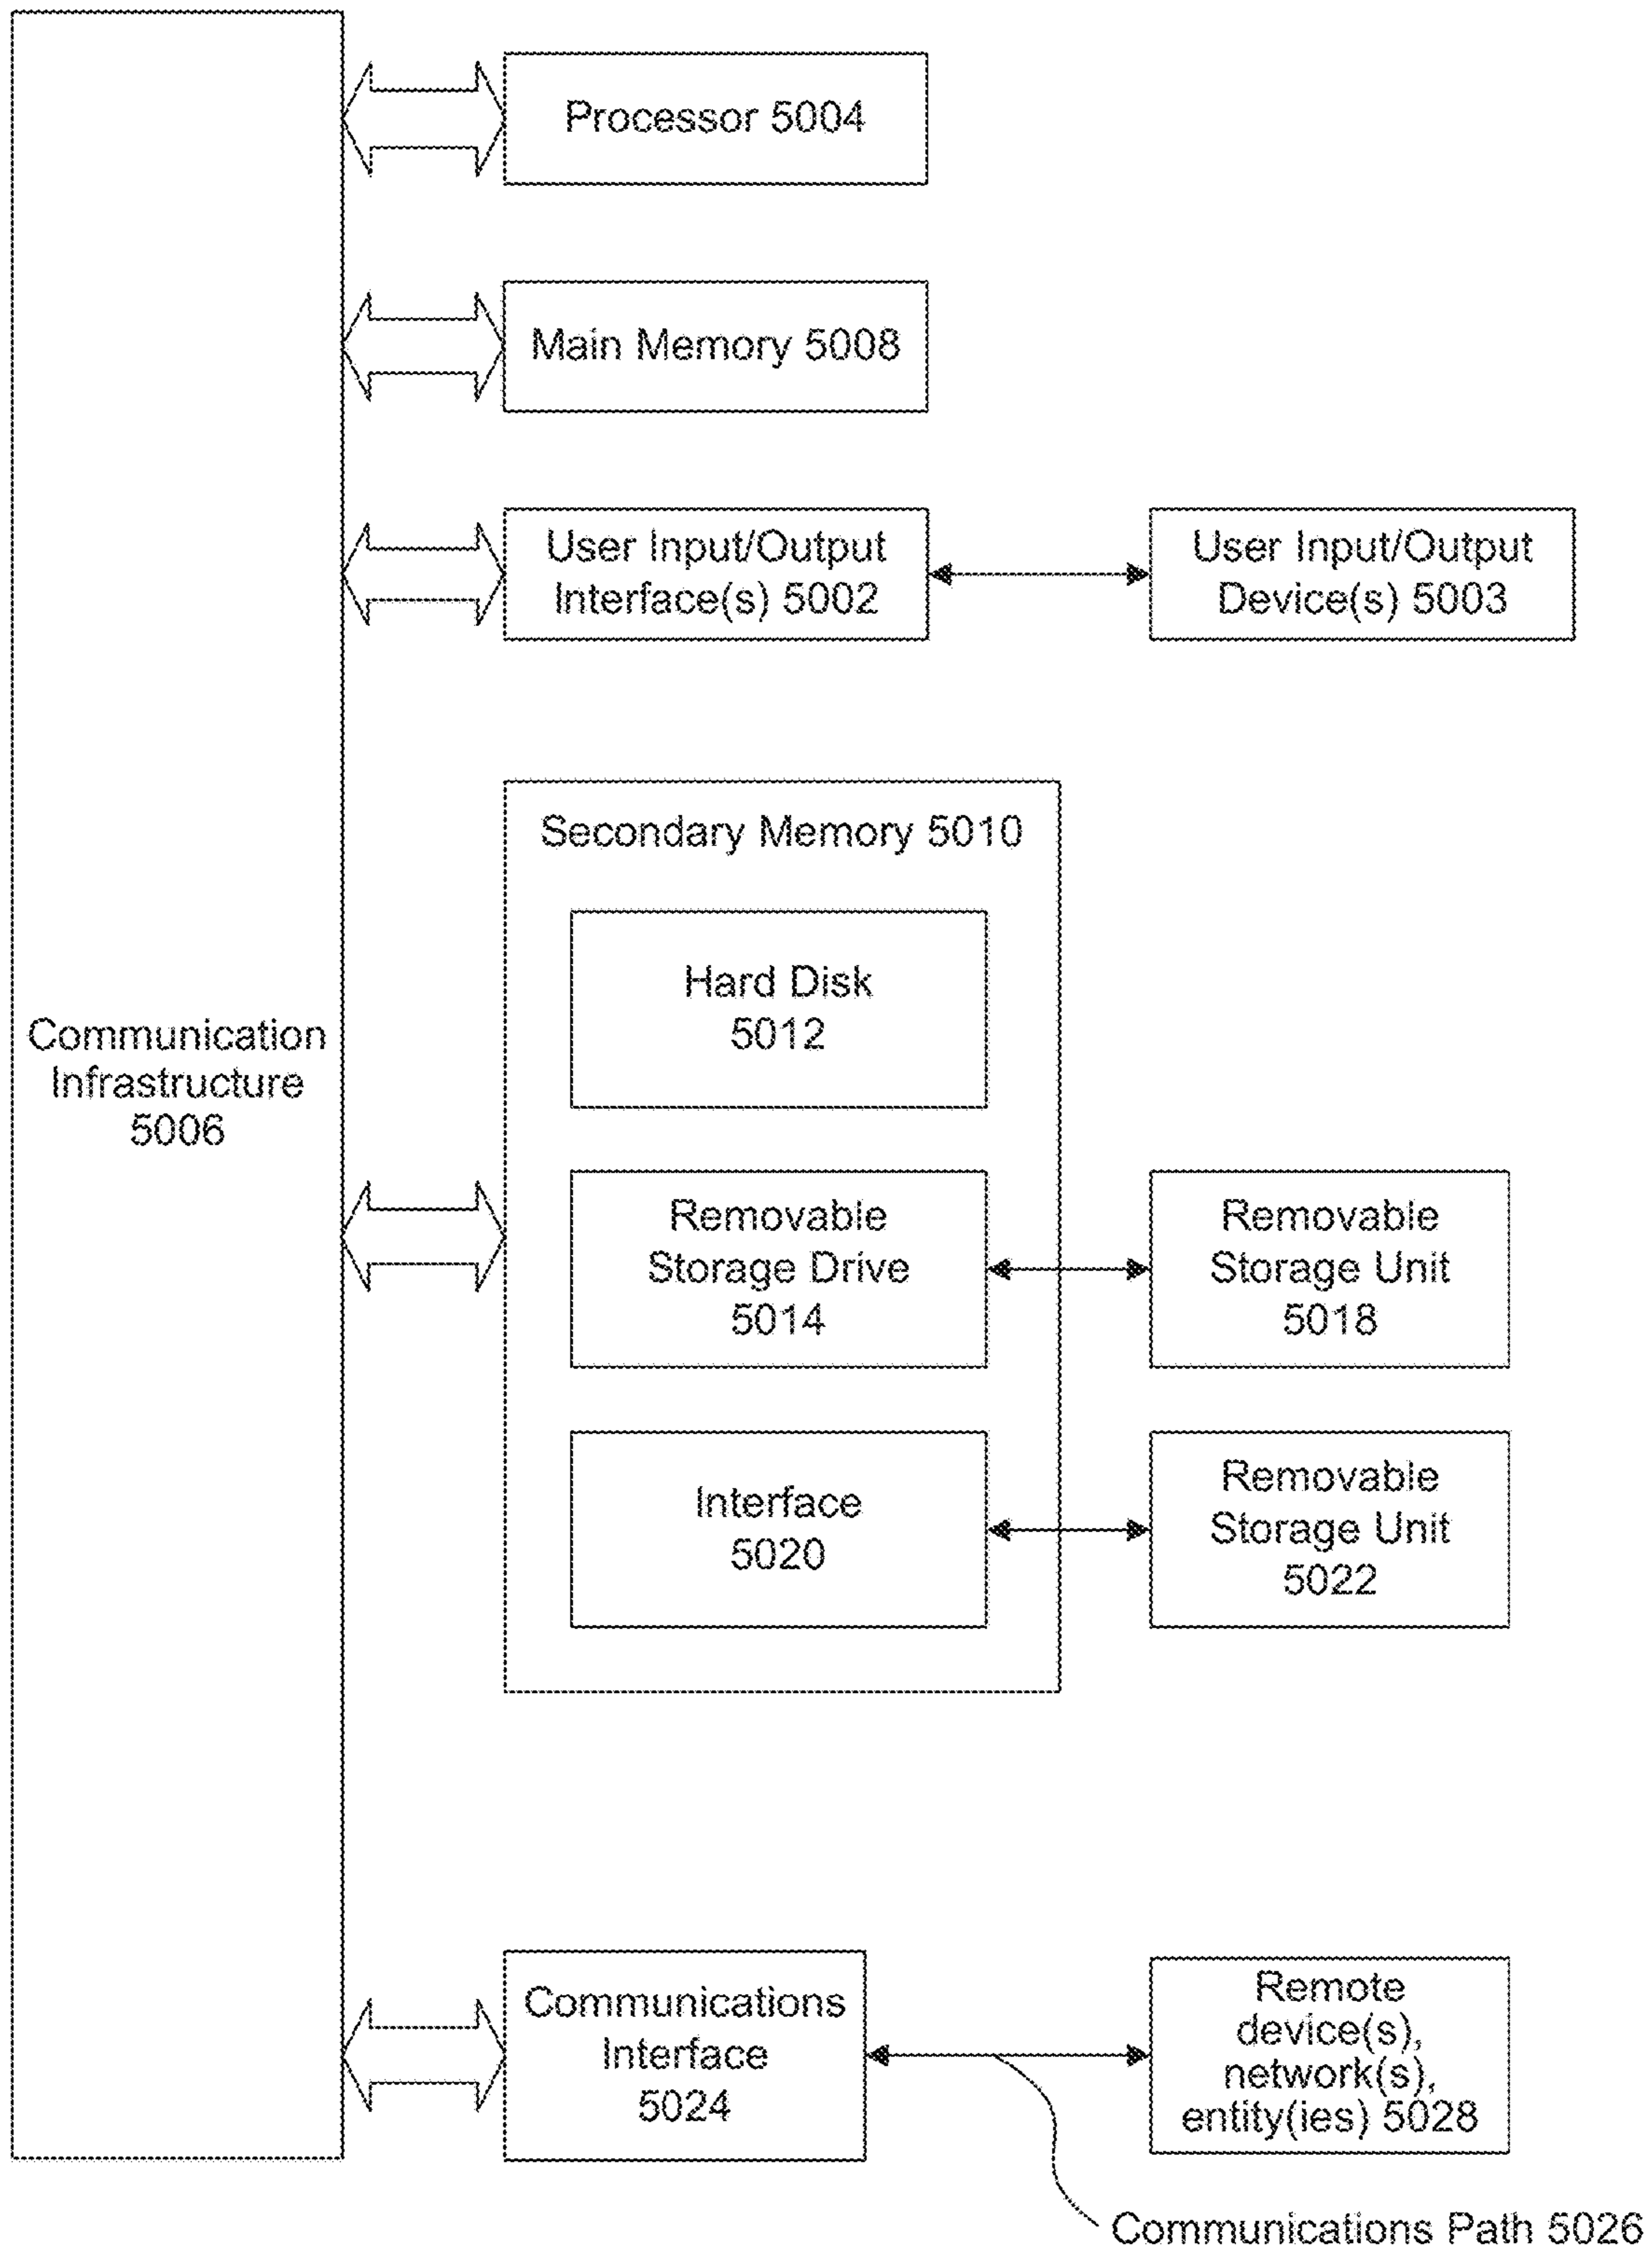 Processor 5004
Main Memory 5008
User Input/Output
Interface(s) 5002
User Input/Output
Device(s) 5003
Secondary Memory 5010
Hard Disk
5012
Communication
Infrastructure
5006
Removable
Storage Drive
5014
Removable
Storage Unit
5018
Interface
5020
Removable
Storage Unit
5022
Communications
Interface
5024
Remote
device(s),
network(s),
entity(ies) 5028
Communications Path 5026